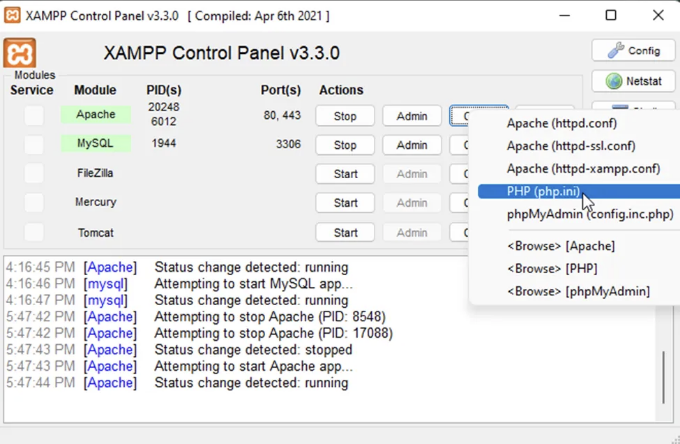 XAMPP Control Panel v3.3.0 [ Compiled: Apr 6th 2021 ]
XAMPP Control Panel v3.3.0
Config
Netstat
Modules
Service Module PID(s) Port(s) Actions
Apache 20248 6012 80, 443 Stop Admin
MySQL 1944 3306 Stop Admin
FileZilla Start Admin
Mercury Start Admin
Tomcat Start Admin
Apache (httpd.conf)
Apache (httpd-ssl.conf)
Apache (httpd-xampp.conf)
PHP (php.ini)
phpMyAdmin (config.inc.php)
<Browse> [Apache]
<Browse> [PHP]
<Browse> [phpMyAdmin]
4:16:45 PM [Apache] Status change detected: running
4:16:46 PM [mysql] Attempting to start MySQL app...
4:16:47 PM [mysql] Status change detected: running
5:47:42 PM [Apache] Attempting to stop Apache (PID: 8548)
5:47:42 PM [Apache] Attempting to stop Apache (PID: 17088)
5:47:43 PM [Apache] Status change detected: stopped
5:47:43 PM [Apache] Attempting to start Apache app...
5:47:44 PM [Apache] Status change detected: running